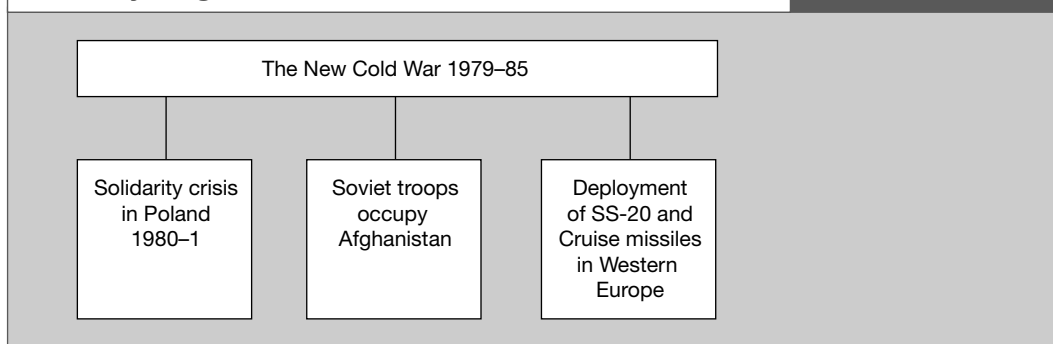 The New Cold War 1979–85
Solidarity crisis
in Poland
1980–1
Soviet troops
occupy
Afghanistan
Deployment
of SS-20 and
Cruise missiles
in Western
Europe